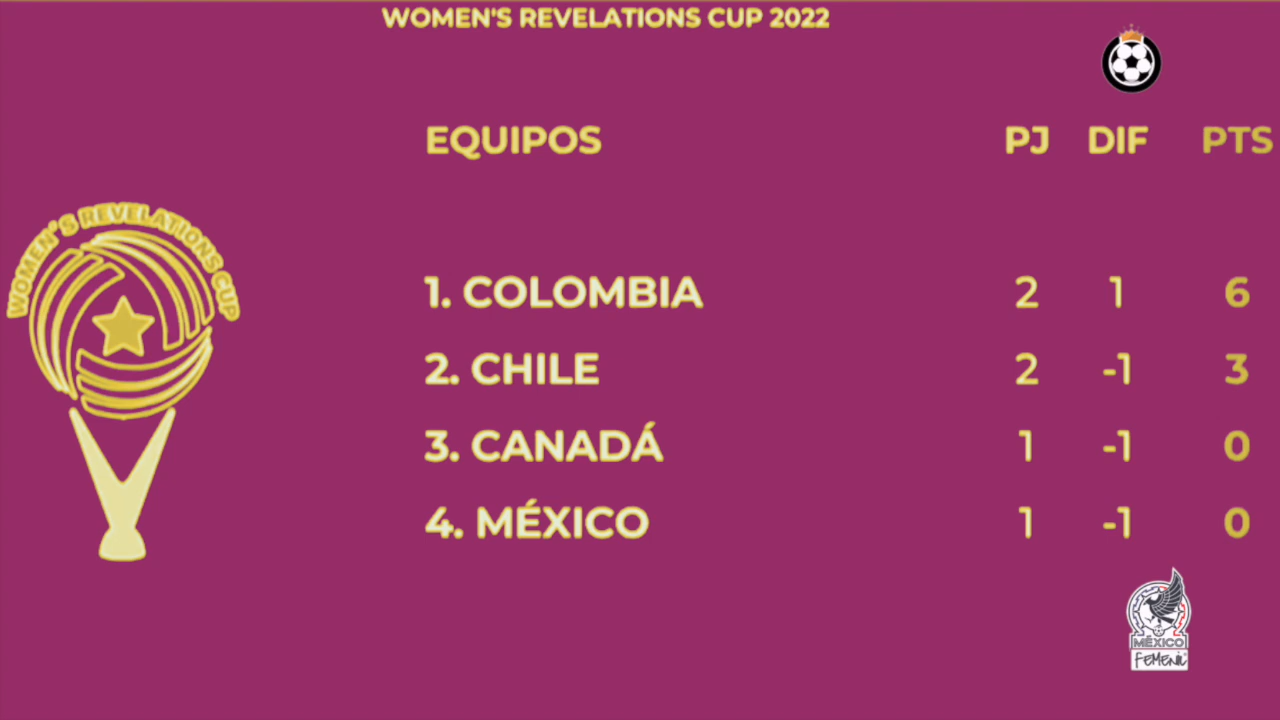 WOMEN'S REVELATIONS CUP 2022
EQUIPOS PJ DIF PTS
WOMEN´S REVELATIONS CUP
1. COLOMBIA 2 1 6
2. CHILE 2 -1 3
3. CANADÁ 1 -1 0
4. MÉXICO 1 -1 0
MÉXICO
FEMENIL